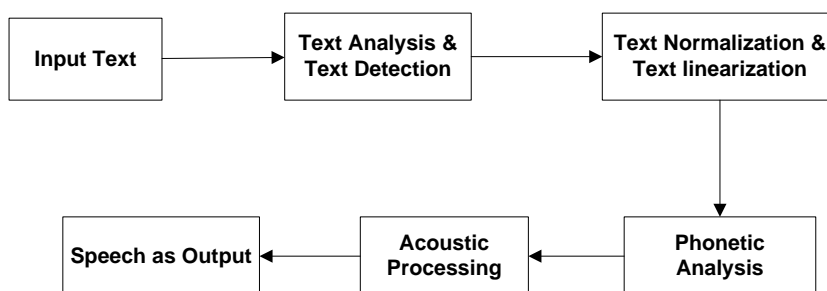 Input Text
Text Analysis &
Text Detection
Text Normalization &
Text linearization
Phonetic
Analysis
Acoustic
Processing
Speech as Output